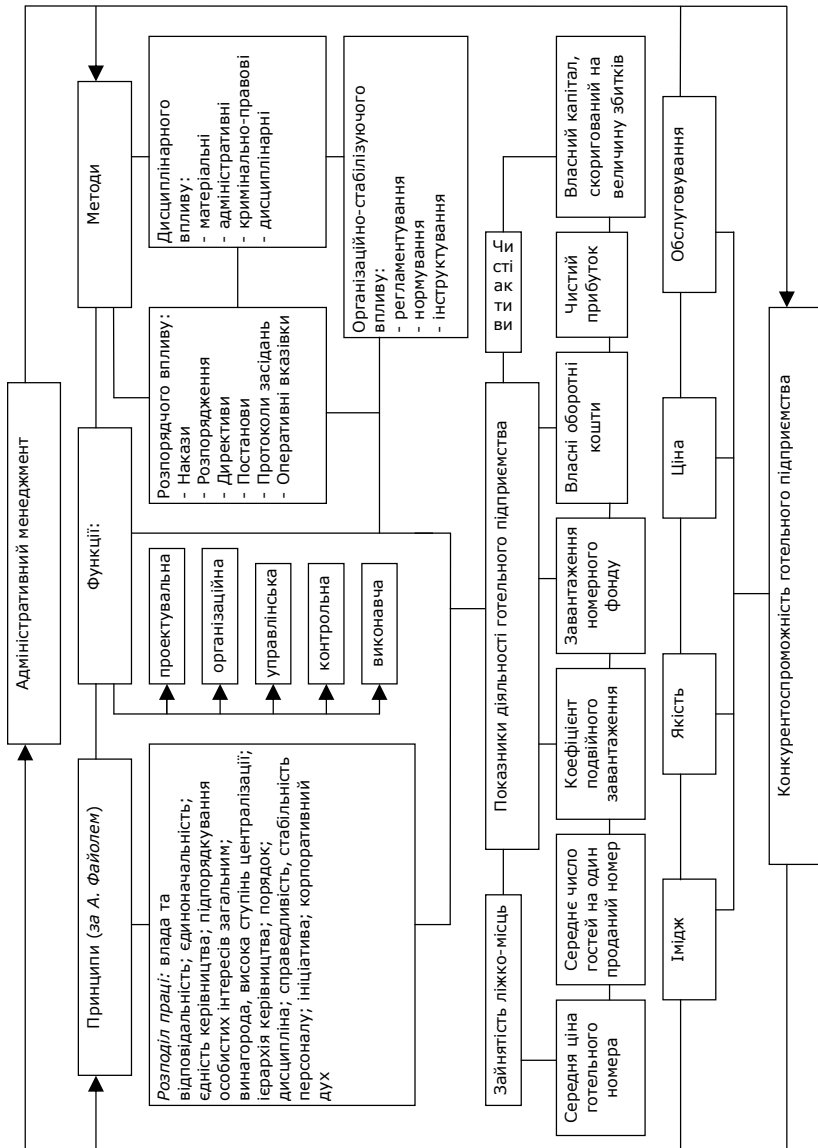 Адміністративний менеджмент
Принципи (за А. Файолем)
Функції:
Методи
Розподіл праці: влада та
відповідальність; єдиноначальність;
єдність керівництва; підпорядкування
особистих інтересів загальним;
винагорода, висока ступінь централізації;
ієрархія керівництва; порядок;
дисципліна; справедливість, стабільність
персоналу; ініціатива; корпоративний
дух
проектувальна
організаційна
управлінська
контрольна
виконавча
Розпорядчого впливу:
- Накази
- Розпорядження
- Директиви
- Постанови
- Протоколи засідань
- Оперативні вказівки
Дисциплінарного
впливу:
- матеріальні
- адміністративні
- кримінально-правові
- дисциплінарні
Організаційно-стабілізуючого
впливу:
- регламентування
- нормування
- інструктування
Зайнятість ліжко-місць
Показники діяльності готельного підприємства
Чи
сті
ак
ти
ви
Середня ціна
готельного
номера
Середнє число
гостей на один
проданий номер
Коефіцієнт
подвійного
завантаження
Завантаження
номерного
фонду
Власні оборотні
кошти
Чистий
прибуток
Власний капітал,
скоригований на
величину збитків
Імідж
Якість
Ціна
Обслуговування
Конкурентоспроможність готельного підприємства